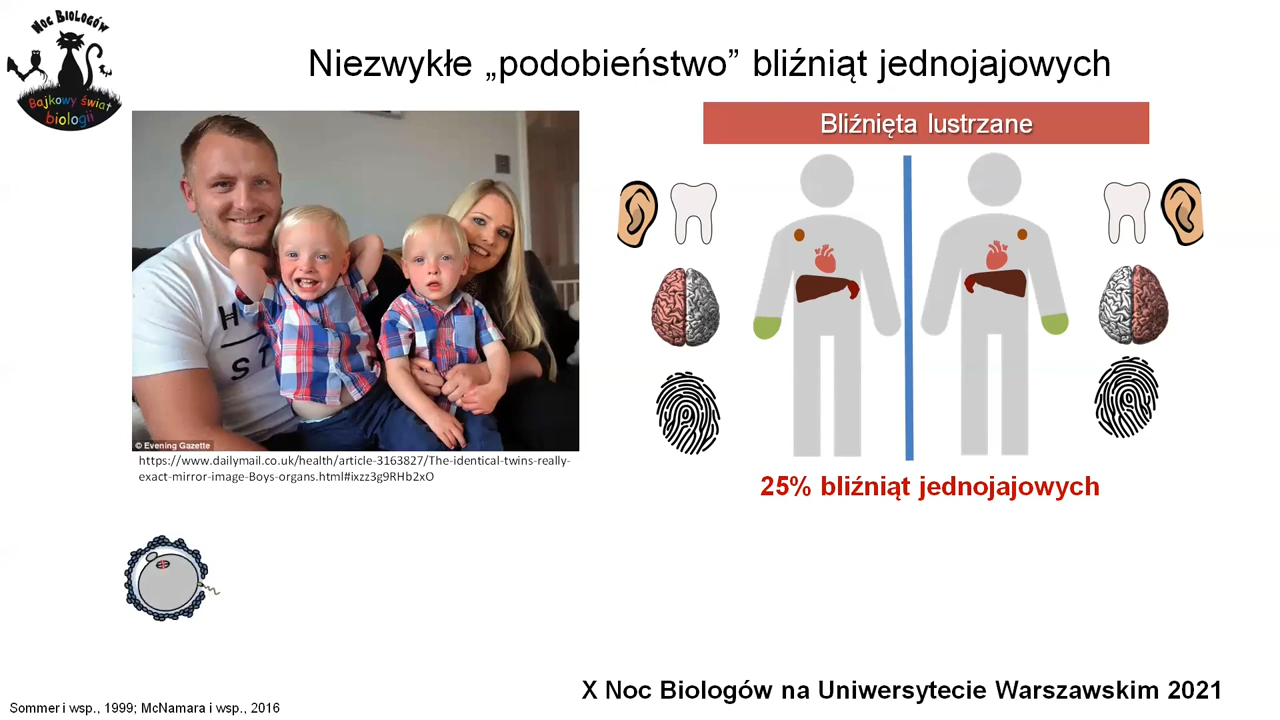 Noc Biologów
Bajkowy świat
biologii
Niezwykłe „podobieństwo” bliźniąt jednojajowych
Bliźnięta lustrzane
H
ST
© Evening Gazette
https://www.dailymail.co.uk/health/article-3163827/The-identical-twins-really-
exact-mirror-image-Boys-organs.html#ixzz3g9RHb2xO
25% bliźniąt jednojajowych
X Noc Biologów na Uniwersytecie Warszawskim 2021
Sommer i wsp., 1999; McNamara i wsp., 2016